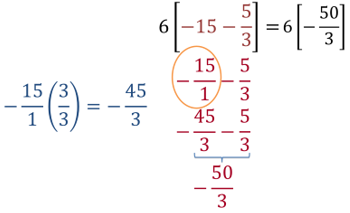 6[−15 − 5/3] = 6[−50/3]
−15/1 − 5/3
−15/1(3/3) = −45/3
−45/3 − 5/3
−50/3